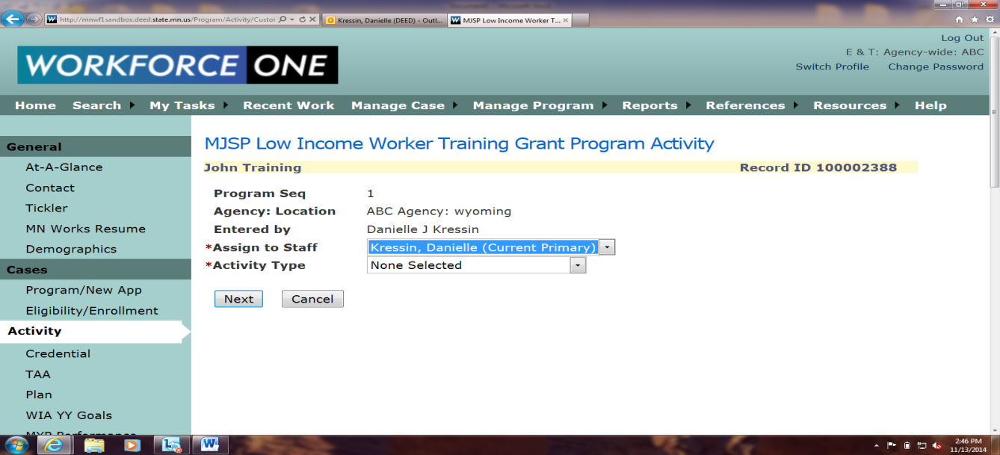 http://mnwf1sandbox.deed.state.mn.us/Program/Activity/Custor
Kressin, Danielle (DEED) - Outl...
MJSP Low Income Worker T...
Log Out
E & T: Agency-wide: ABC
Switch Profile Change Password
WORKFORCE ONE
Home Search My Tasks Recent Work Manage Case Manage Program Reports References Resources Help
General
At-A-Glance
Contact
Tickler
MN Works Resume
Demographics
Cases
Program/New App
Eligibility/Enrollment
Activity
Credential
TAA
Plan
WIA YY Goals
MYP Performance
MJSP Low Income Worker Training Grant Program Activity
John Training Record ID 100002388
Program Seq 1
Agency: Location ABC Agency: wyoming
Entered by Danielle J Kressin
*Assign to Staff Kressin, Danielle (Current Primary)
*Activity Type None Selected
Next Cancel
2:46 PM
11/13/2014